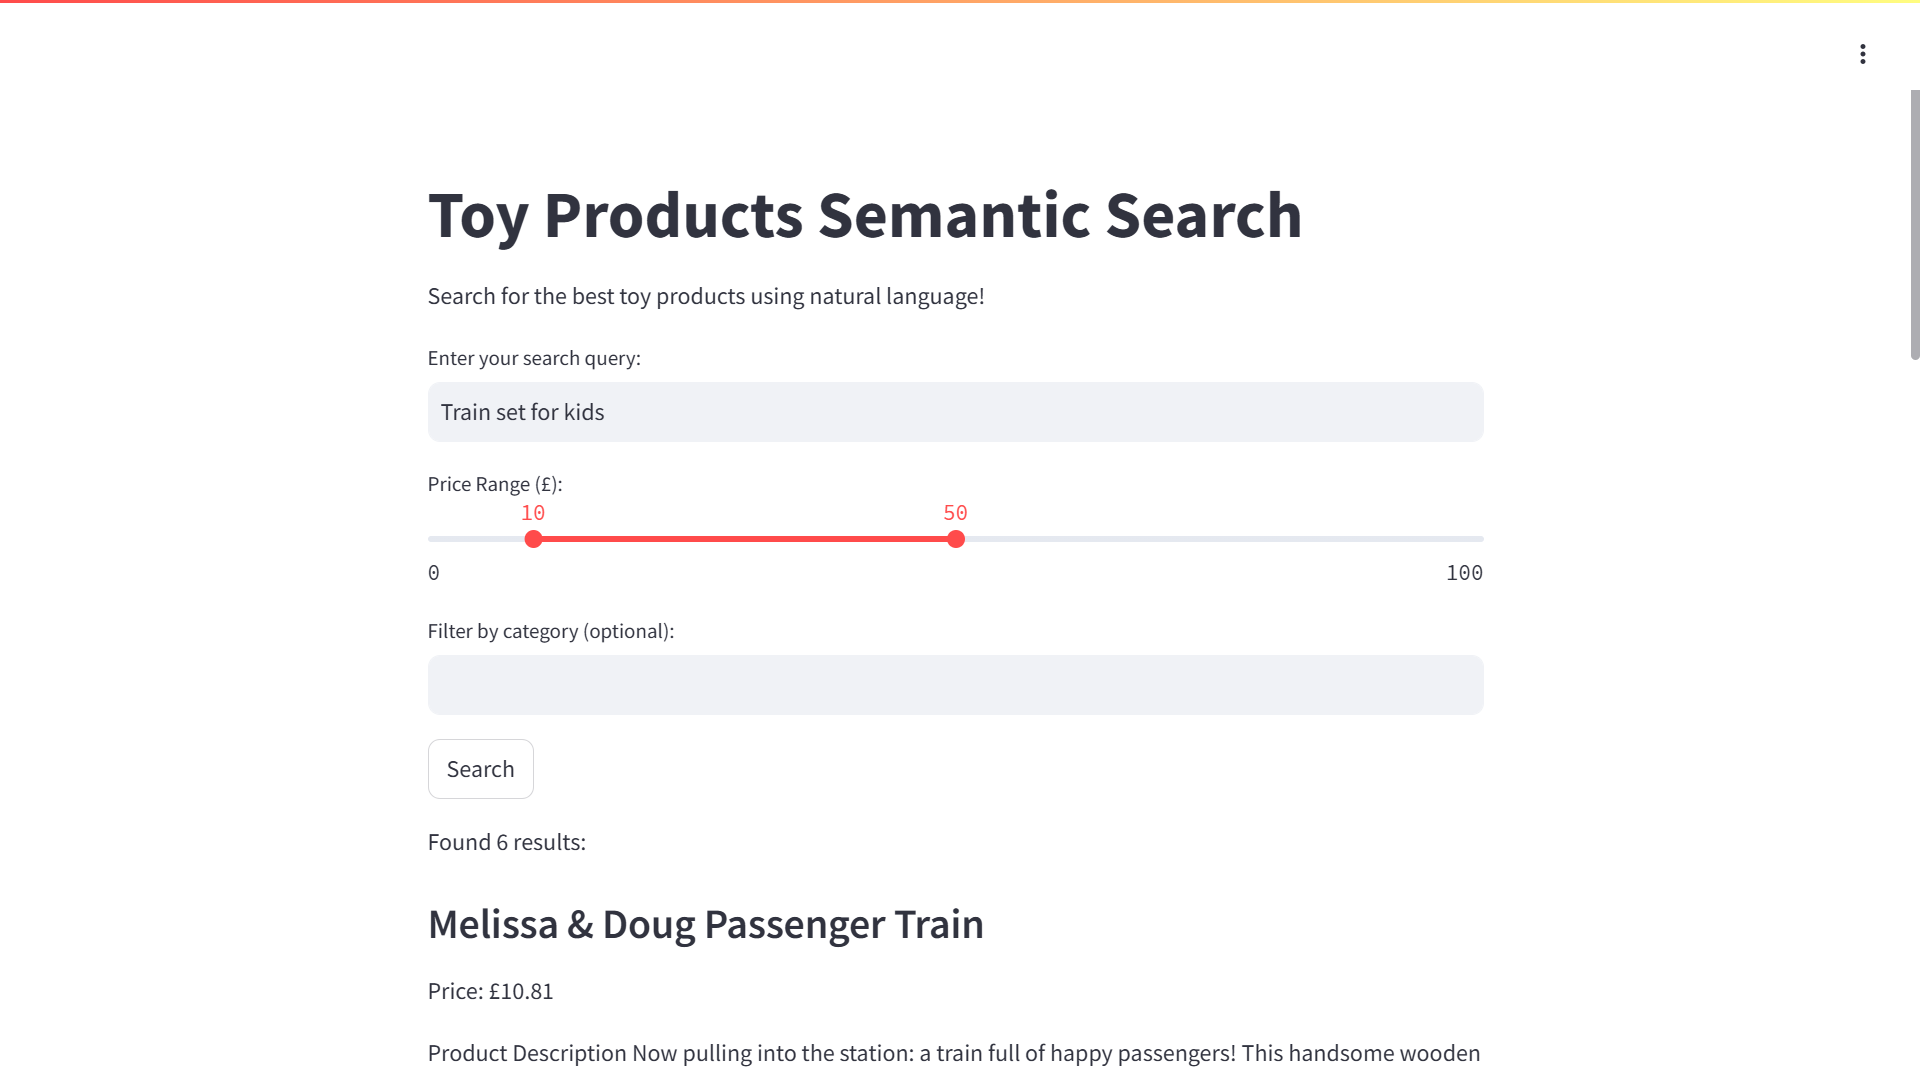 Toy Products Semantic Search
Search for the best toy products using natural language!
Enter your search query:
Train set for kids
Price Range (£):
10 50
0 100
Filter by category (optional):
Search
Found 6 results:
Melissa & Doug Passenger Train
Price: £10.81
Product Description Now pulling into the station: a train full of happy passengers! This handsome wooden